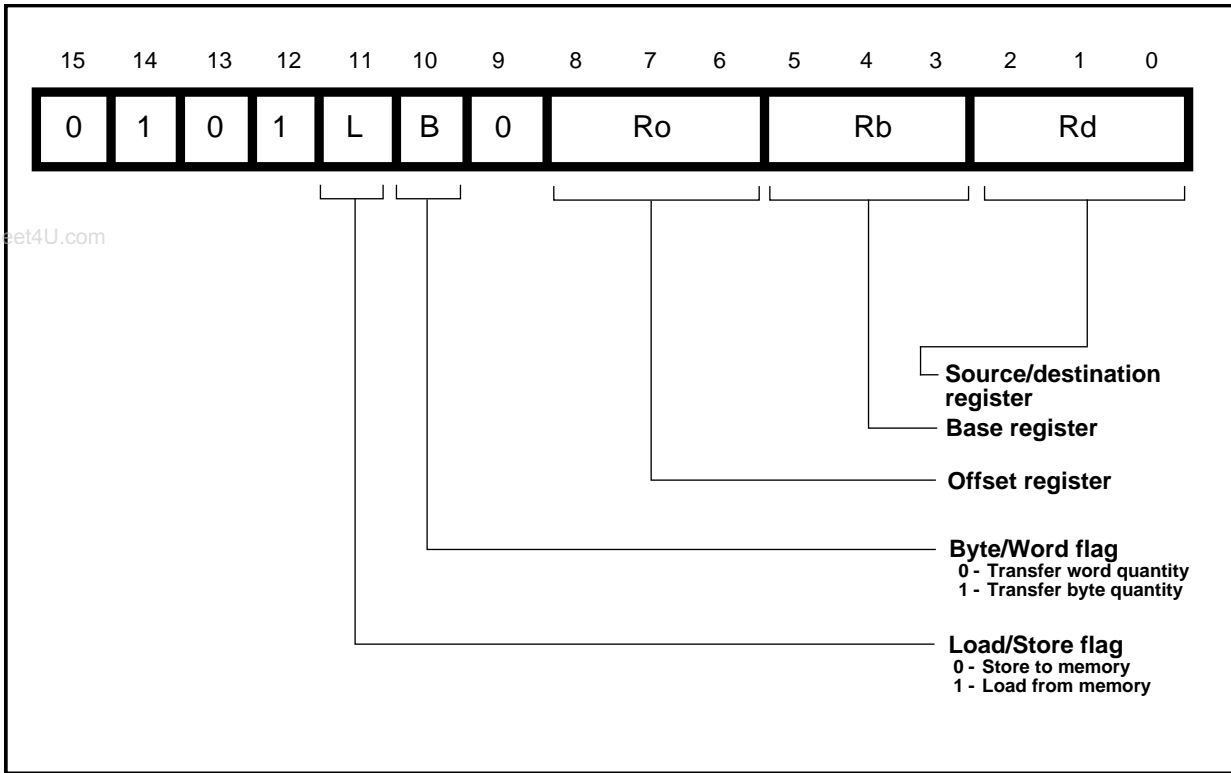 15 14 13 12 11 10 9 8 7 6 5 4 3 2 1 0
0 1 0 1 L B 0 Ro Rb Rd
eet4U.com
Source/destination
register
Base register
Offset register
Byte/Word flag
0 - Transfer word quantity
1 - Transfer byte quantity
Load/Store flag
0 - Store to memory
1 - Load from memory